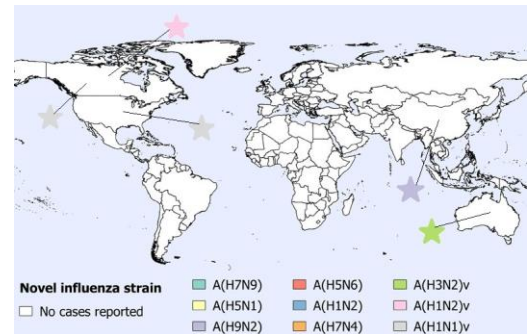 Novel influenza strain
No cases reported
A(H7N9)
A(H5N1)
A(H9N2)
A(H5N6)
A(H1N2)
A(H7N4)
A(H3N2)v
A(H1N2)v
A(H1N1)v